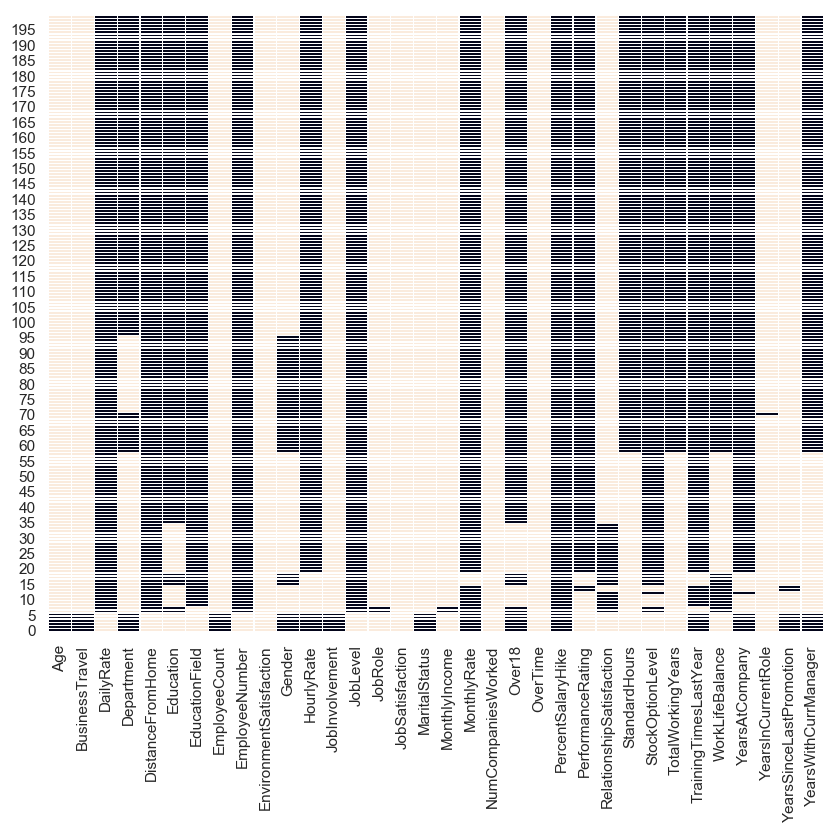 195
190
185
180
175
170
165
160
155
150
145
140
135
130
125
120
115
110
105
100
95
90
85
80
75
70
65
60
55
50
45
40
35
30
25
20
15
10
5
0
Age
BusinessTravel
DailyRate
Department
DistanceFromHome
Education
EducationField
EmployeeCount
EmployeeNumber
EnvironmentSatisfaction
Gender
HourlyRate
JobInvolvement
JobLevel
JobRole
JobSatisfaction
MaritalStatus
MonthlyIncome
MonthlyRate
NumCompaniesWorked
Over18
OverTime
PercentSalaryHike
PerformanceRating
RelationshipSatisfaction
StandardHours
StockOptionLevel
TotalWorkingYears
TrainingTimesLastYear
WorkLifeBalance
YearsAtCompany
YearsInCurrentRole
YearsSinceLastPromotion
YearsWithCurrManager